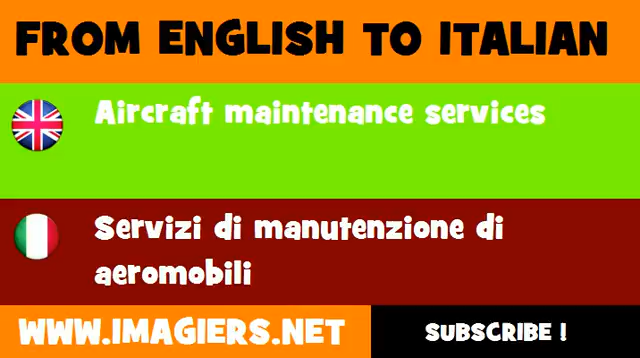 FROM ENGLISH TO ITALIAN
Aircraft maintenance services
Servizi di manutenzione di
aeromobili
WWW.IMAGIERS.NET
SUBSCRIBE !